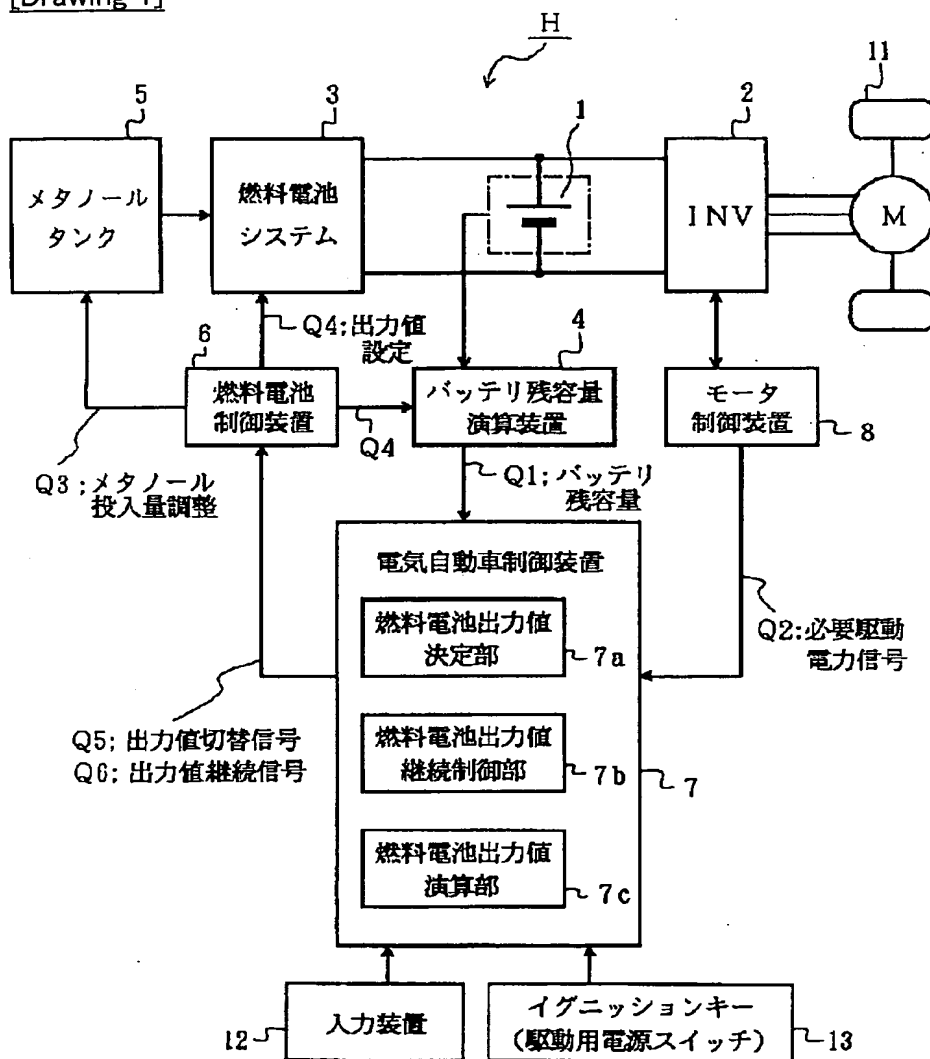 [Drawing 1]
H
11
5
3
1
2
メタノール
タンク
燃料電池
システム
INV
M
Q4;出力値
設定
6
4
燃料電池
制御装置
Q4
バッテリ残容量
演算装置
モータ
制御装置
8
Q3;メタノール
投入量調整
Q1;バッテリ
残容量
電気自動車制御装置
燃料電池出力値
決定部
7a
Q2:必要駆動
電力信号
Q5;出力値切替信号
Q6;出力値継続信号
燃料電池出力値
継続制御部
7b
7
燃料電池出力値
演算部
7c
12
入力装置
イグニッションキー
(駆動用電源スイッチ)
13